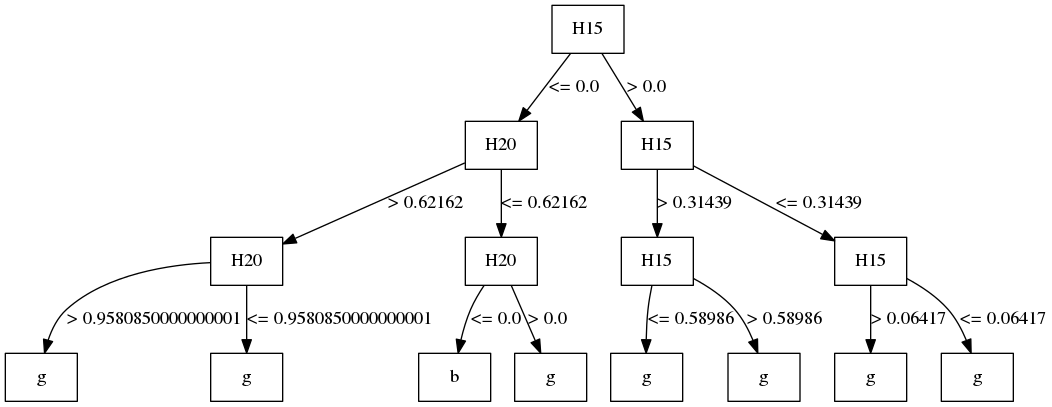 H15
<= 0.0
> 0.0
H20
H15
> 0.62162
<= 0.62162
> 0.31439
<= 0.31439
H20
H20
H15
H15
> 0.9580850000000001
<= 0.9580850000000001
<= 0.0
> 0.0
<= 0.58986
> 0.58986
> 0.06417
<= 0.06417
g
g
b
g
g
g
g
g